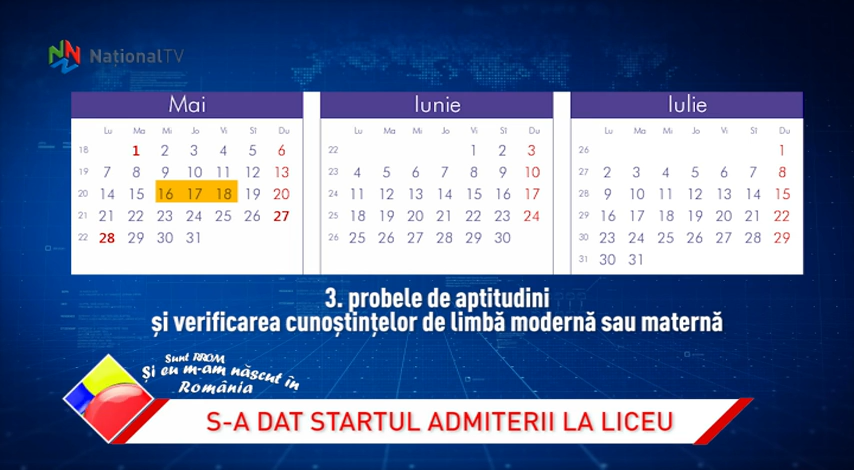 NaționalTV
Mai
Lu Ma Mi Jo Vi Sî Du
18 1 2 3 4 5 6
19 7 8 9 10 11 12 13
20 14 15 16 17 18 19 20
21 21 22 23 24 25 26 27
22 28 29 30 31
Iunie
Lu Ma Mi Jo Vi Sî Du
22 1 2 3
23 4 5 6 7 8 9 10
24 11 12 13 14 15 16 17
25 18 19 20 21 22 23 24
26 25 26 27 28 29 30
Iulie
Lu Ma Mi Jo Vi Sî Du
26 1
27 2 3 4 5 6 7 8
28 9 10 11 12 13 14 15
29 16 17 18 19 20 21 22
30 23 24 25 26 27 28 29
31 30 31
3. probele de aptitudini
și verificarea cunoștințelor de limbă modernă sau maternă
Sunt RROM
Și eu m-am născut în
România
S-A DAT STARTUL ADMITERII LA LICEU